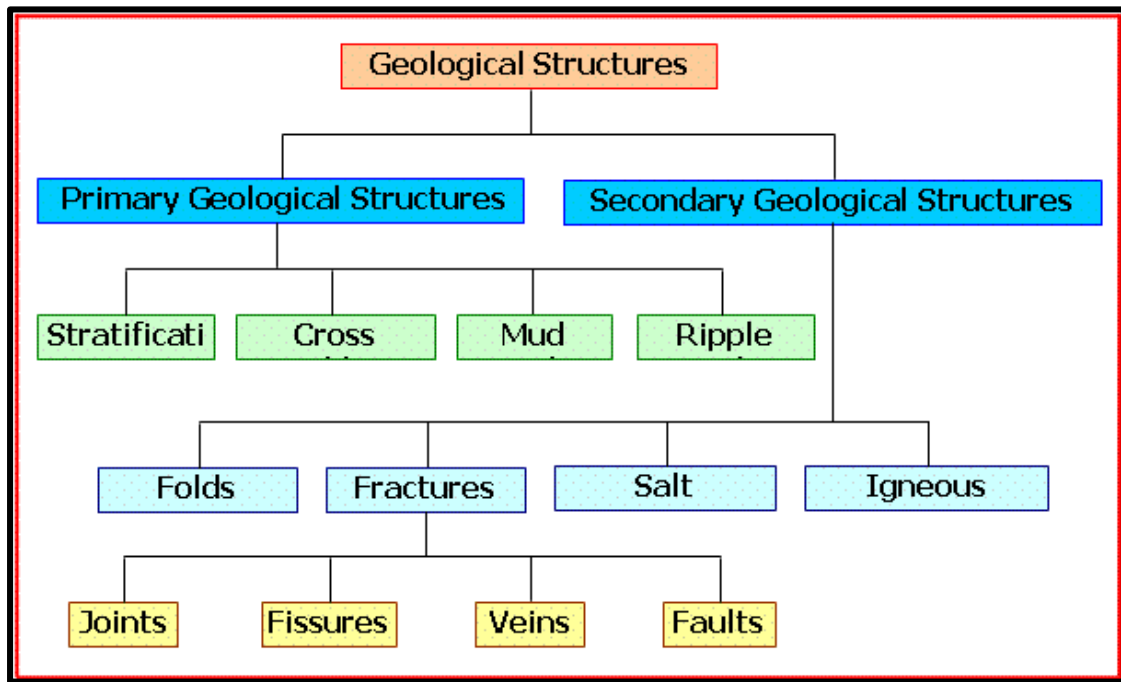 Geological Structures
Primary Geological Structures
Secondary Geological Structures
Stratificati
Cross
Mud
Ripple
Folds
Fractures
Salt
Igneous
Joints
Fissures
Veins
Faults